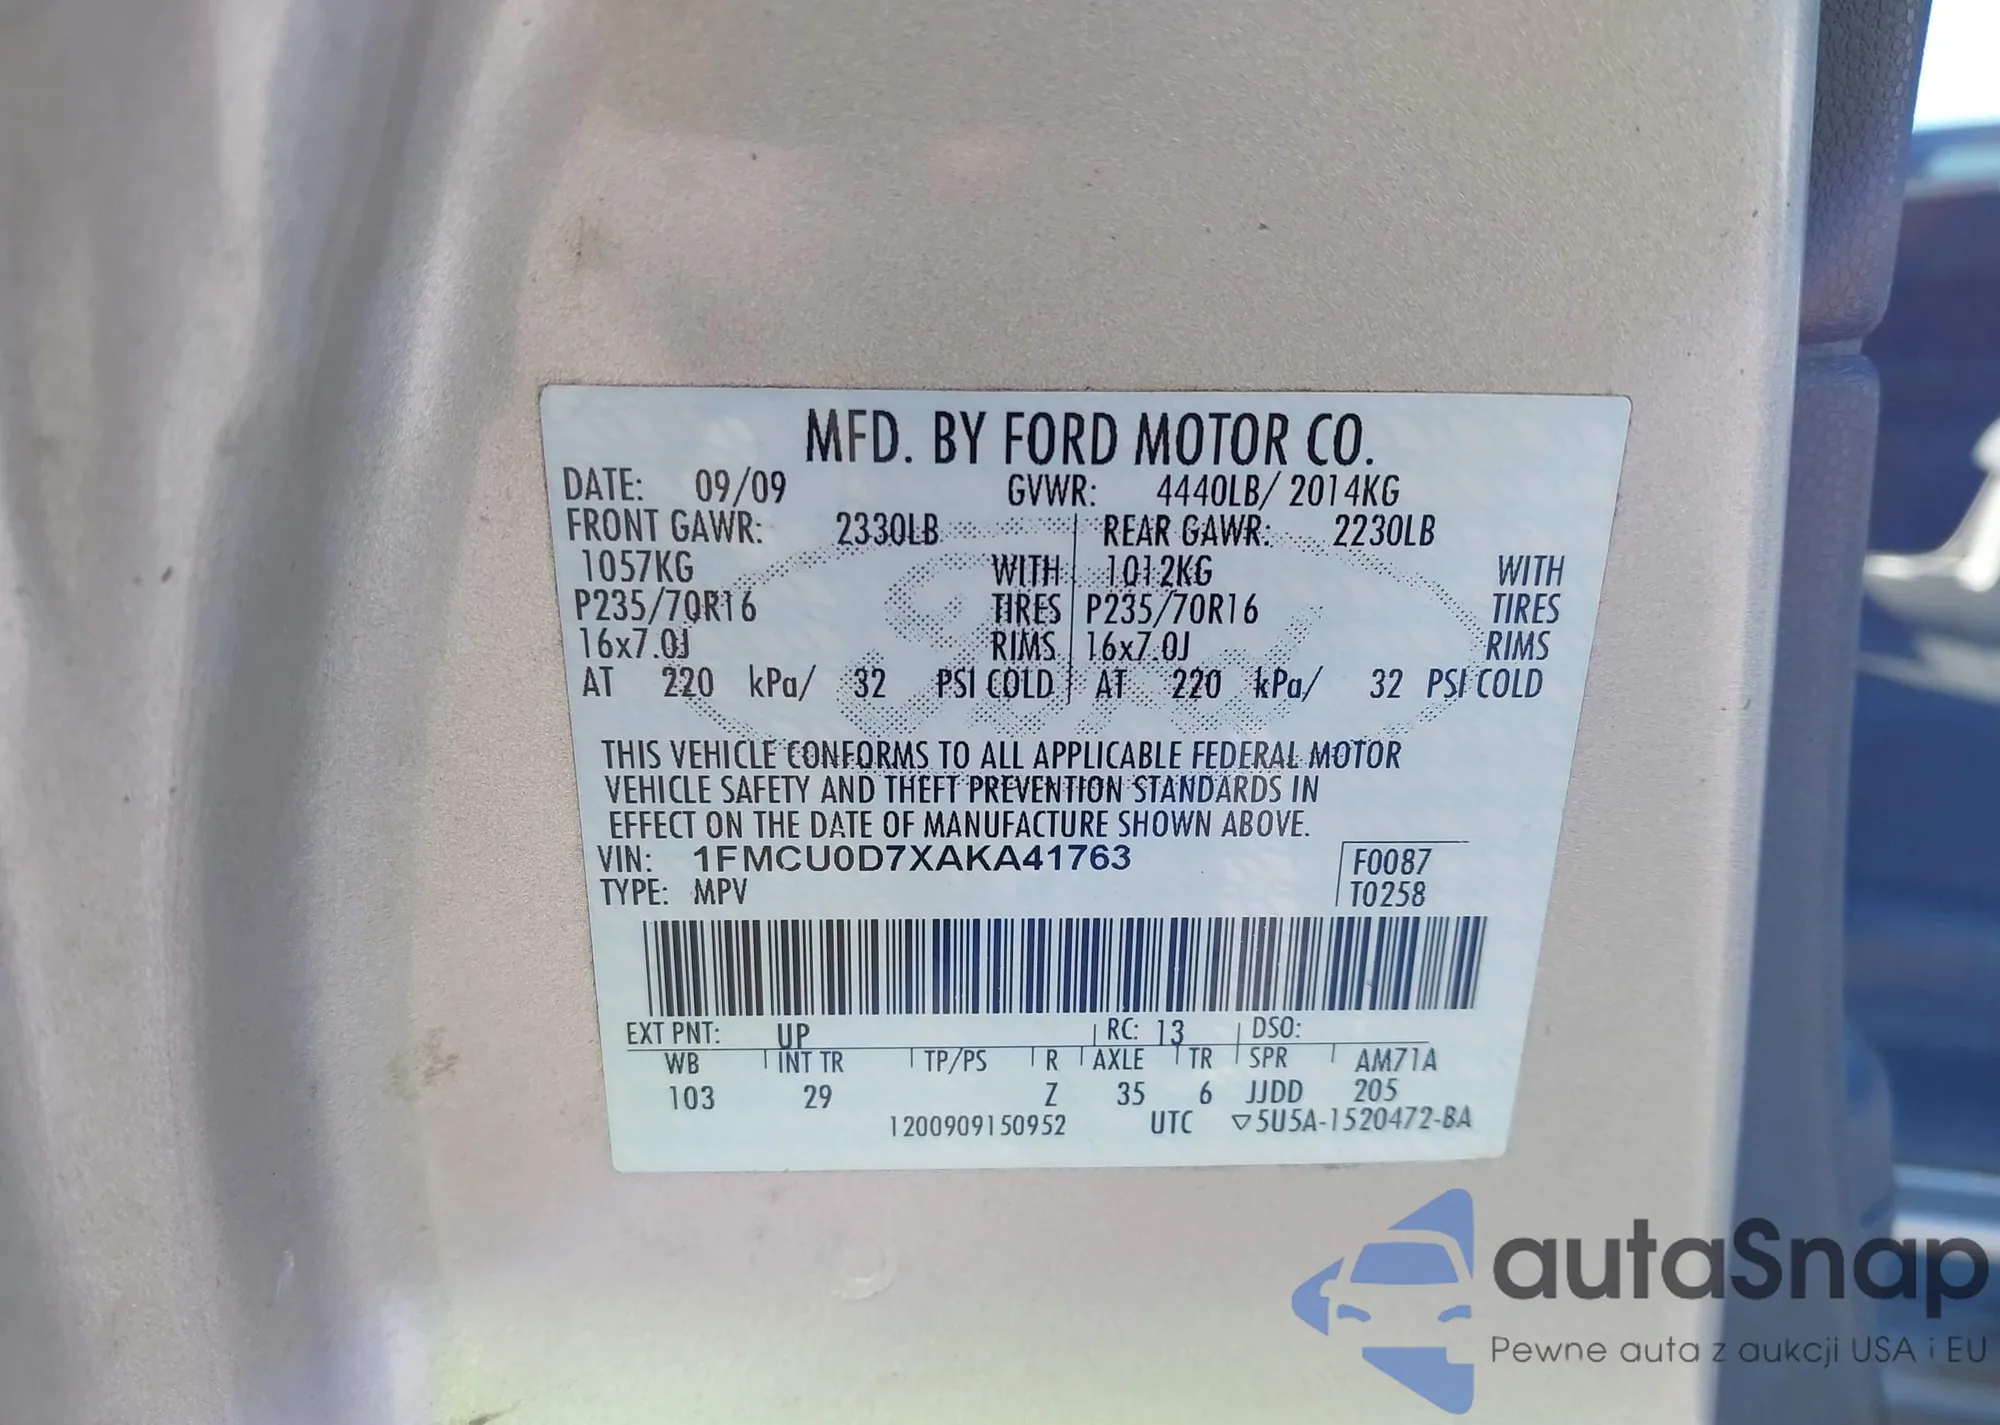 MFD. BY FORD MOTOR CO.
DATE: 09/09 GVWR: 4440LB/ 2014KG
FRONT GAWR: 2330LB REAR GAWR: 2230LB
1057KG WITH 1012KG WITH
P235/70R16 TIRES P235/70R16 TIRES
16x7.0J RIMS 16x7.0J RIMS
AT 220 kPa/ 32 PSI COLD AT 220 kPa/ 32 PSI COLD
THIS VEHICLE CONFORMS TO ALL APPLICABLE FEDERAL MOTOR
VEHICLE SAFETY AND THEFT PREVENTION STANDARDS IN
EFFECT ON THE DATE OF MANUFACTURE SHOWN ABOVE.
VIN: 1FMCU0D7XAKA41763 F0087
TYPE: MPV T0258
EXT PNT: UP RC: 13 DSO:
WB INT TR TP/PS R AXLE TR SPR AM71A
103 29 Z 35 6 JJDD 205
1200909150952 UTC ▽5U5A-1520472-BA
autaSnap
Pewne auta z aukcji USA i EU